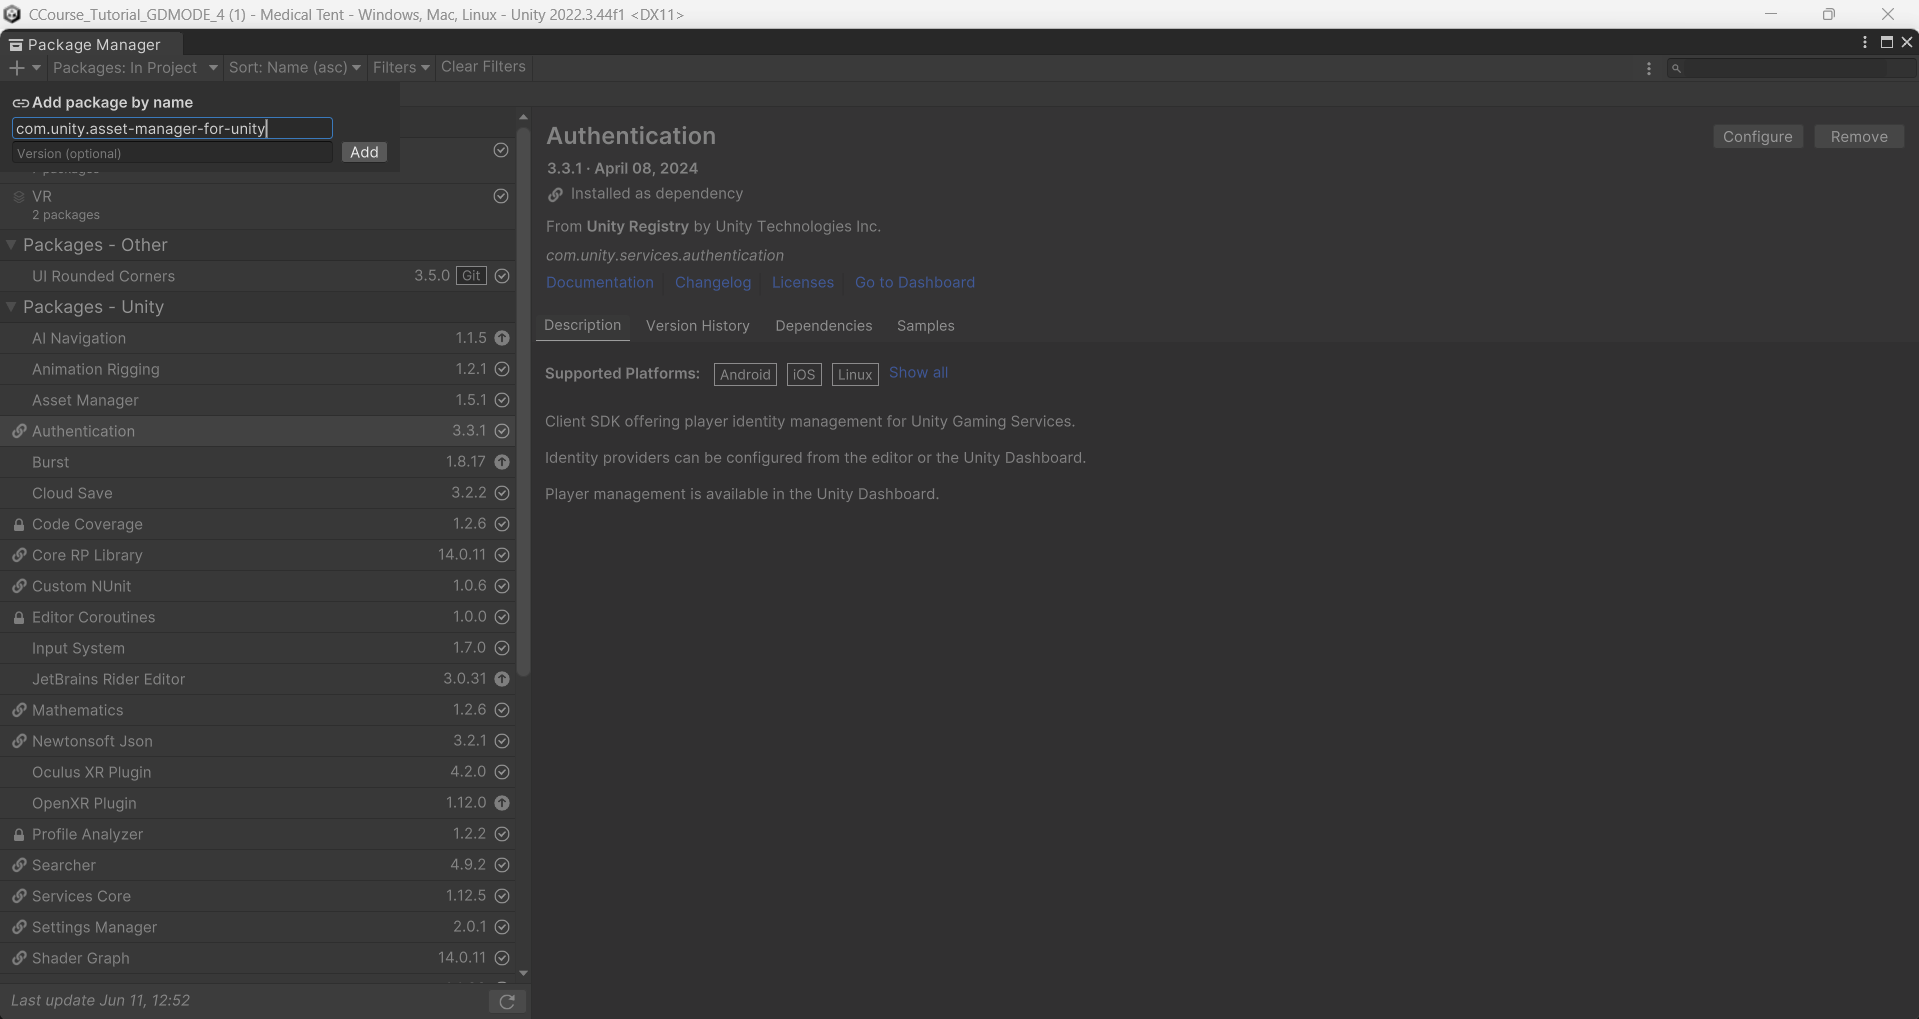 CCourse_Tutorial_GDMODE_4 (1) - Medical Tent - Windows, Mac, Linux - Unity 2022.3.44f1 <DX11>
Package Manager
Packages: In Project Sort: Name (asc) Filters Clear Filters
Add package by name
com.unity.asset-manager-for-unity
Version (optional) Add
packages
VR
2 packages
Packages - Other
UI Rounded Corners 3.5.0 Git
Packages - Unity
AI Navigation 1.1.5
Animation Rigging 1.2.1
Asset Manager 1.5.1
Authentication 3.3.1
Burst 1.8.17
Cloud Save 3.2.2
Code Coverage 1.2.6
Core RP Library 14.0.11
Custom NUnit 1.0.6
Editor Coroutines 1.0.0
Input System 1.7.0
JetBrains Rider Editor 3.0.31
Mathematics 1.2.6
Newtonsoft Json 3.2.1
Oculus XR Plugin 4.2.0
OpenXR Plugin 1.12.0
Profile Analyzer 1.2.2
Searcher 4.9.2
Services Core 1.12.5
Settings Manager 2.0.1
Shader Graph 14.0.11
Last update Jun 11, 12:52
Authentication
Configure Remove
3.3.1 · April 08, 2024
Installed as dependency
From Unity Registry by Unity Technologies Inc.
com.unity.services.authentication
Documentation Changelog Licenses Go to Dashboard
Description Version History Dependencies Samples
Supported Platforms: Android iOS Linux Show all
Client SDK offering player identity management for Unity Gaming Services.
Identity providers can be configured from the editor or the Unity Dashboard.
Player management is available in the Unity Dashboard.